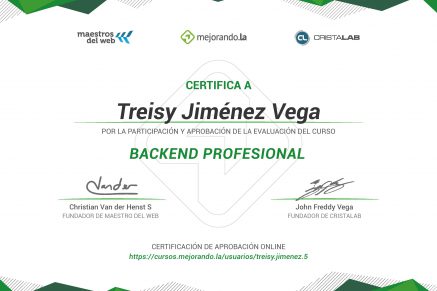 maestros
del web
mejorando.la
CL CRISTALAB
CERTIFICA A
Treisy Jiménez Vega
POR LA PARTICIPACIÓN Y APROBACIÓN DE LA EVALUACIÓN DEL CURSO
BACKEND PROFESIONAL
Vander
Christian Van der Henst S
FUNDADOR DE MAESTRO DEL WEB
John Freddy Vega
FUNDADOR DE CRISTALAB
CERTIFICACIÓN DE APROBACIÓN ONLINE
https://cursos.mejorando.la/usuarios/treisy.jimenez.5